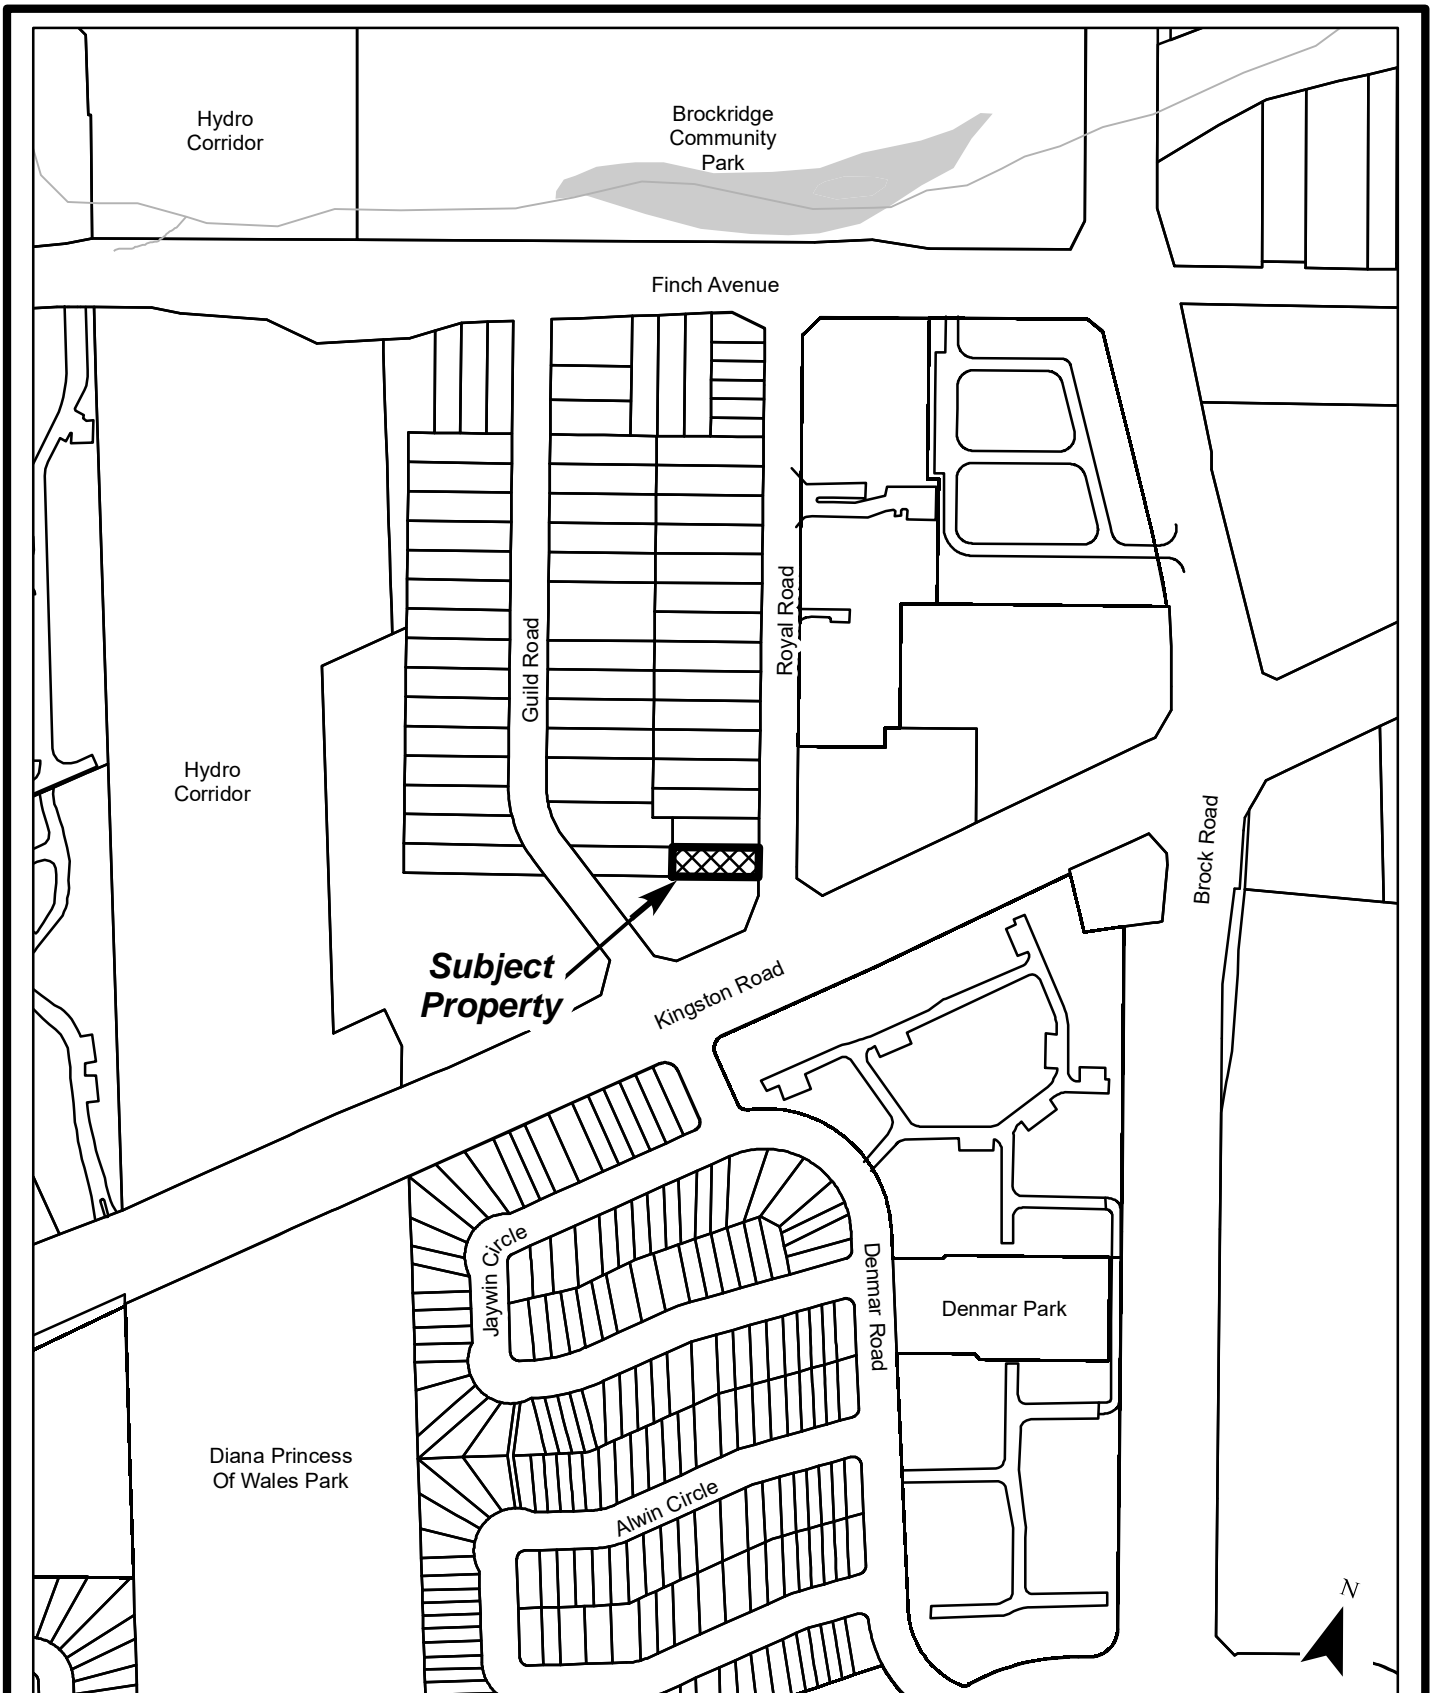 Hydro
Corridor
Brockridge
Community
Park
Finch Avenue
Royal Road
Guild Road
Hydro
Corridor
Brock Road
Subject
Property
Kingston Road
Jaywin Circle
Denmar Road
Denmar Park
Diana Princess
Of Wales Park
Alwin Circle
N